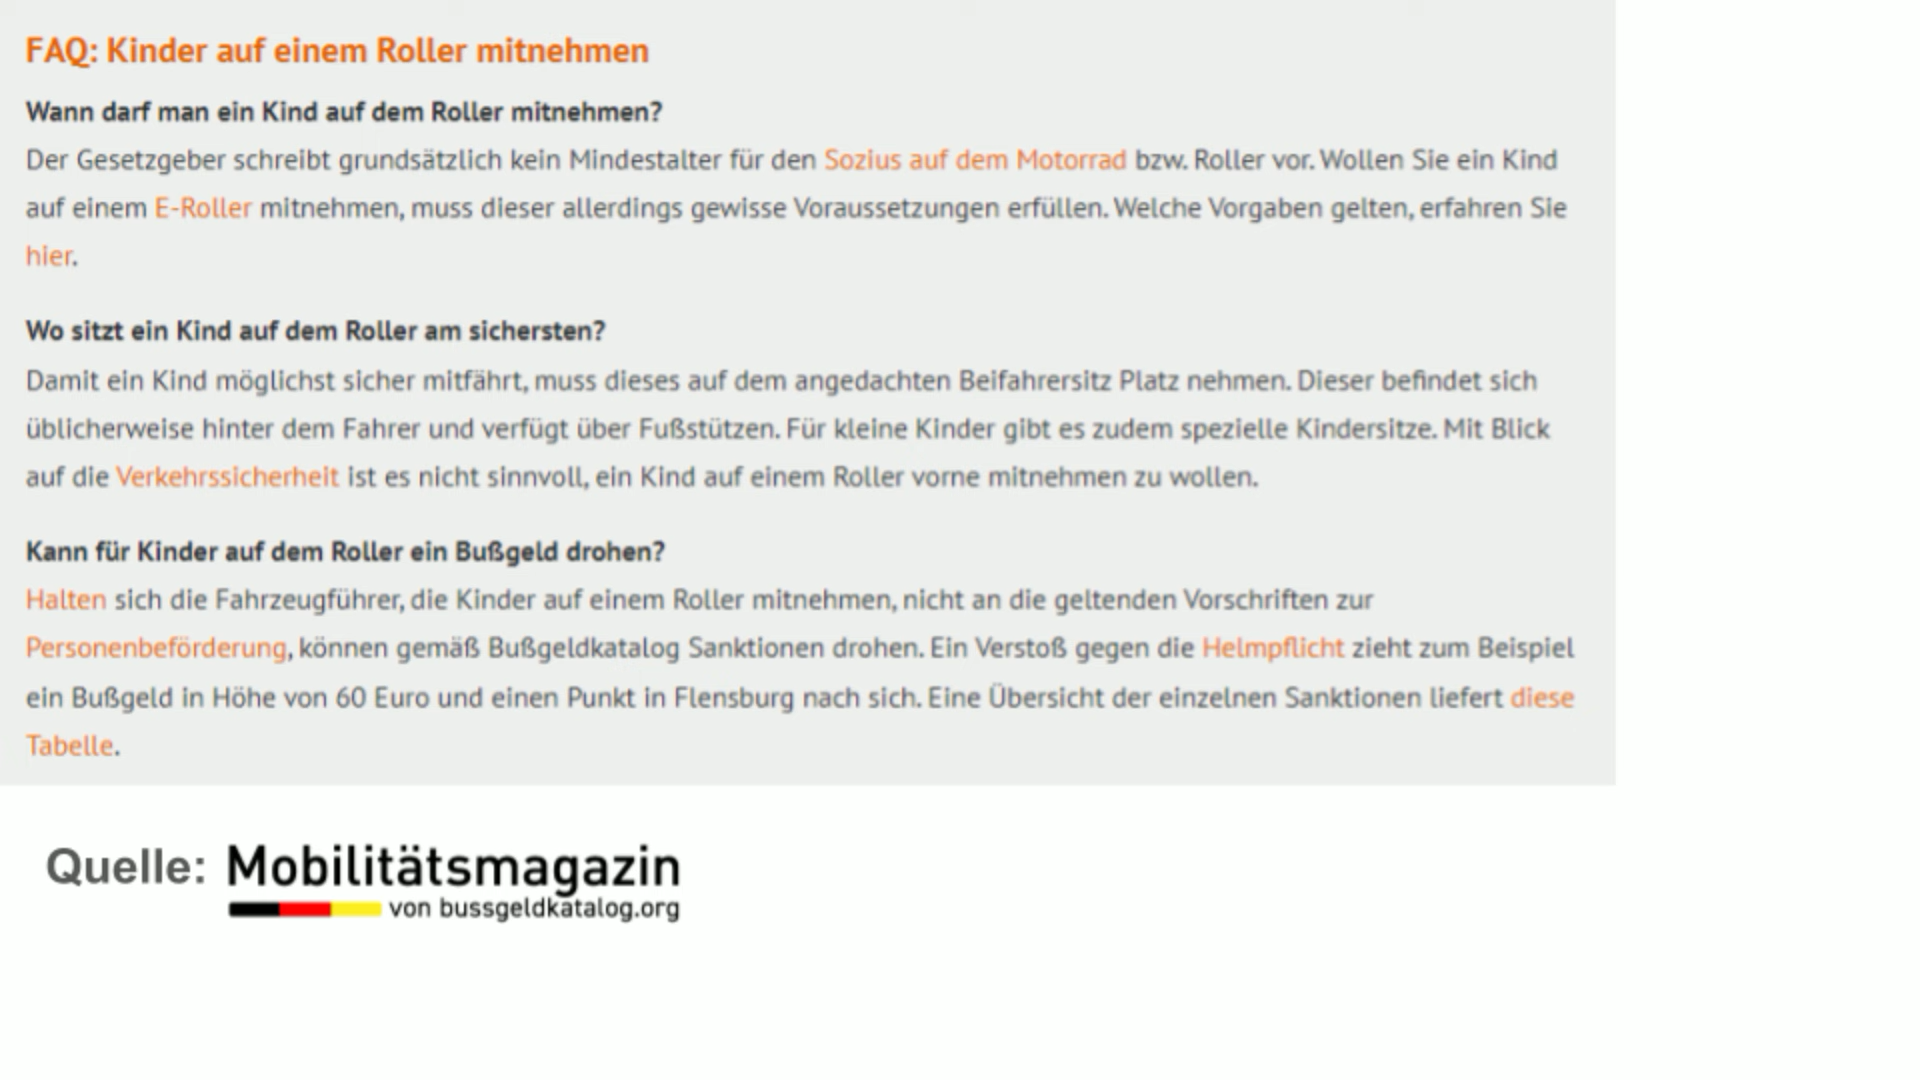 FAQ: Kinder auf einem Roller mitnehmen
Wann darf man ein Kind auf dem Roller mitnehmen?
Der Gesetzgeber schreibt grundsätzlich kein Mindestalter für den Sozius auf dem Motorrad bzw. Roller vor. Wollen Sie ein Kind
auf einem E-Roller mitnehmen, muss dieser allerdings gewisse Voraussetzungen erfüllen. Welche Vorgaben gelten, erfahren Sie
hier.
Wo sitzt ein Kind auf dem Roller am sichersten?
Damit ein Kind möglichst sicher mitfährt, muss dieses auf dem angedachten Beifahrersitz Platz nehmen. Dieser befindet sich
üblicherweise hinter dem Fahrer und verfügt über Fußstützen. Für kleine Kinder gibt es zudem spezielle Kindersitze. Mit Blick
auf die Verkehrssicherheit ist es nicht sinnvoll, ein Kind auf einem Roller vorne mitnehmen zu wollen.
Kann für Kinder auf dem Roller ein Bußgeld drohen?
Halten sich die Fahrzeugführer, die Kinder auf einem Roller mitnehmen, nicht an die geltenden Vorschriften zur
Personenbeförderung, können gemäß Bußgeldkatalog Sanktionen drohen. Ein Verstoß gegen die Helmpflicht zieht zum Beispiel
ein Bußgeld in Höhe von 60 Euro und einen Punkt in Flensburg nach sich. Eine Übersicht der einzelnen Sanktionen liefert diese
Tabelle.
Quelle: Mobilitätsmagazin
von bussgeldkatalog.org